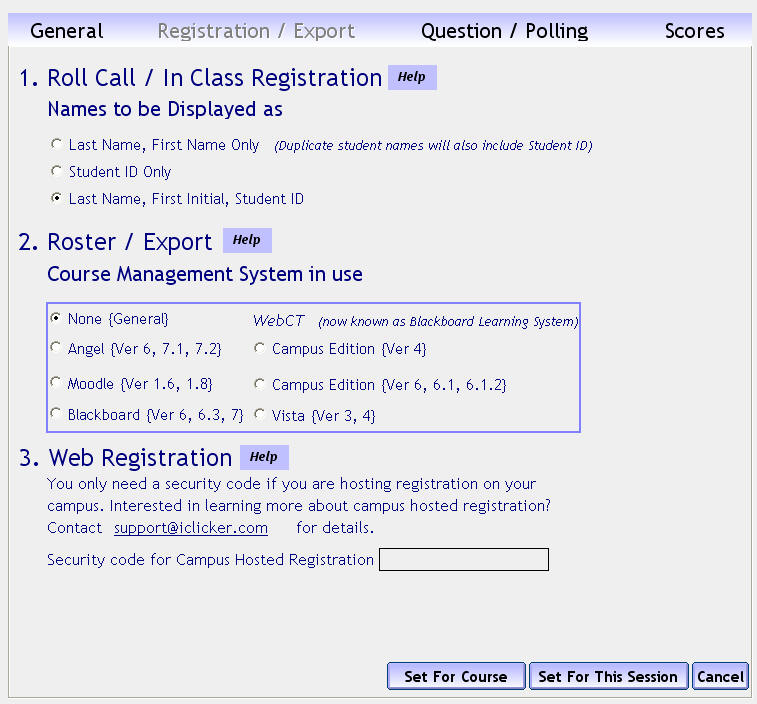 General Registration / Export Question / Polling Scores
1. Roll Call / In Class Registration Help
Names to be Displayed as
Last Name, First Name Only (Duplicate student names will also include Student ID)
Student ID Only
Last Name, First Initial, Student ID
2. Roster / Export Help
Course Management System in use
None {General} WebCT (now known as Blackboard Learning System)
Angel {Ver 6, 7.1, 7.2} Campus Edition {Ver 4}
Moodle {Ver 1.6, 1.8} Campus Edition {Ver 6, 6.1, 6.1.2}
Blackboard {Ver 6, 6.3, 7} Vista {Ver 3, 4}
3. Web Registration Help
You only need a security code if you are hosting registration on your
campus. Interested in learning more about campus hosted registration?
Contact support@iclicker.com for details.
Security code for Campus Hosted Registration
Set For Course Set For This Session Cancel